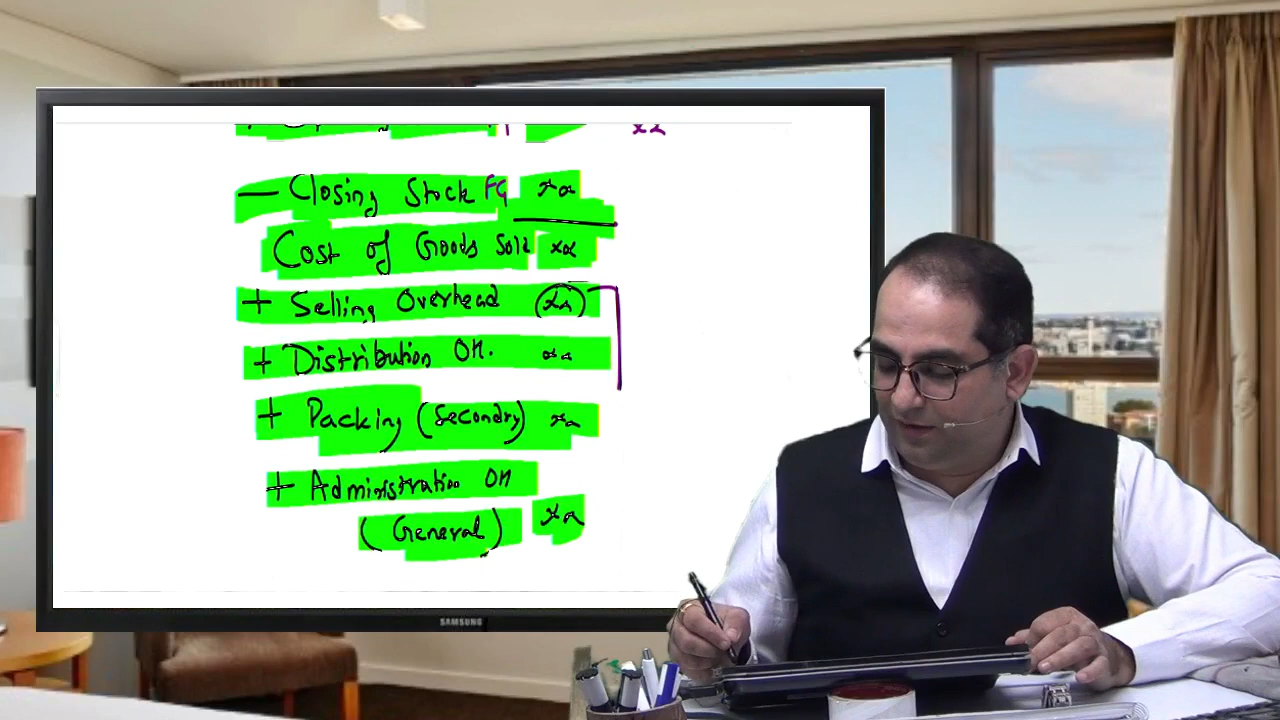 — Closing Stock FG xx
Cost of Goods Sold xx
+ Selling Overhead xx
+ Distribution OH. xx
+ Packing (Secondry) xx
+ Administration OH
(General) xx
SAMSUNG